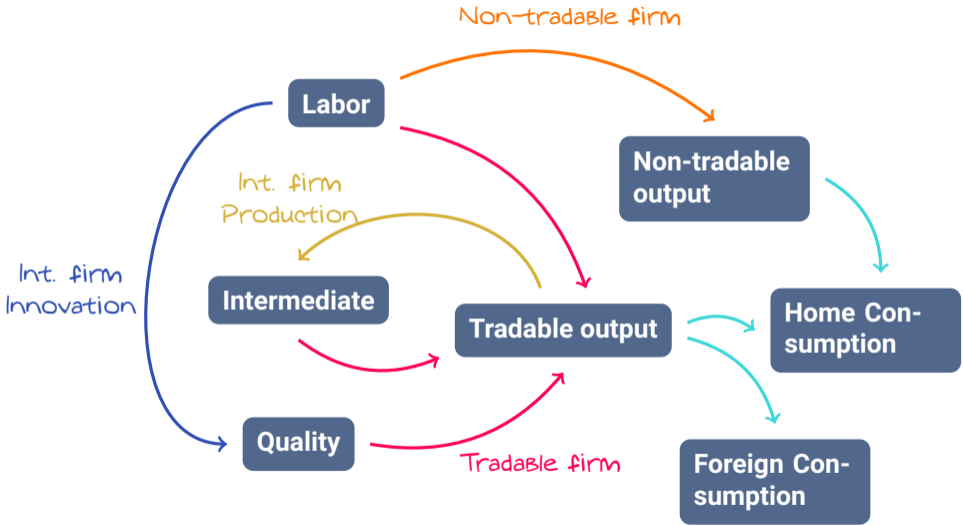 Non-tradable firm
Labor
Non-tradable
output
Int. firm
Production
Int. firm
Innovation
Intermediate
Tradable output
Home Con-
sumption
Quality
Tradable firm
Foreign Con-
sumption